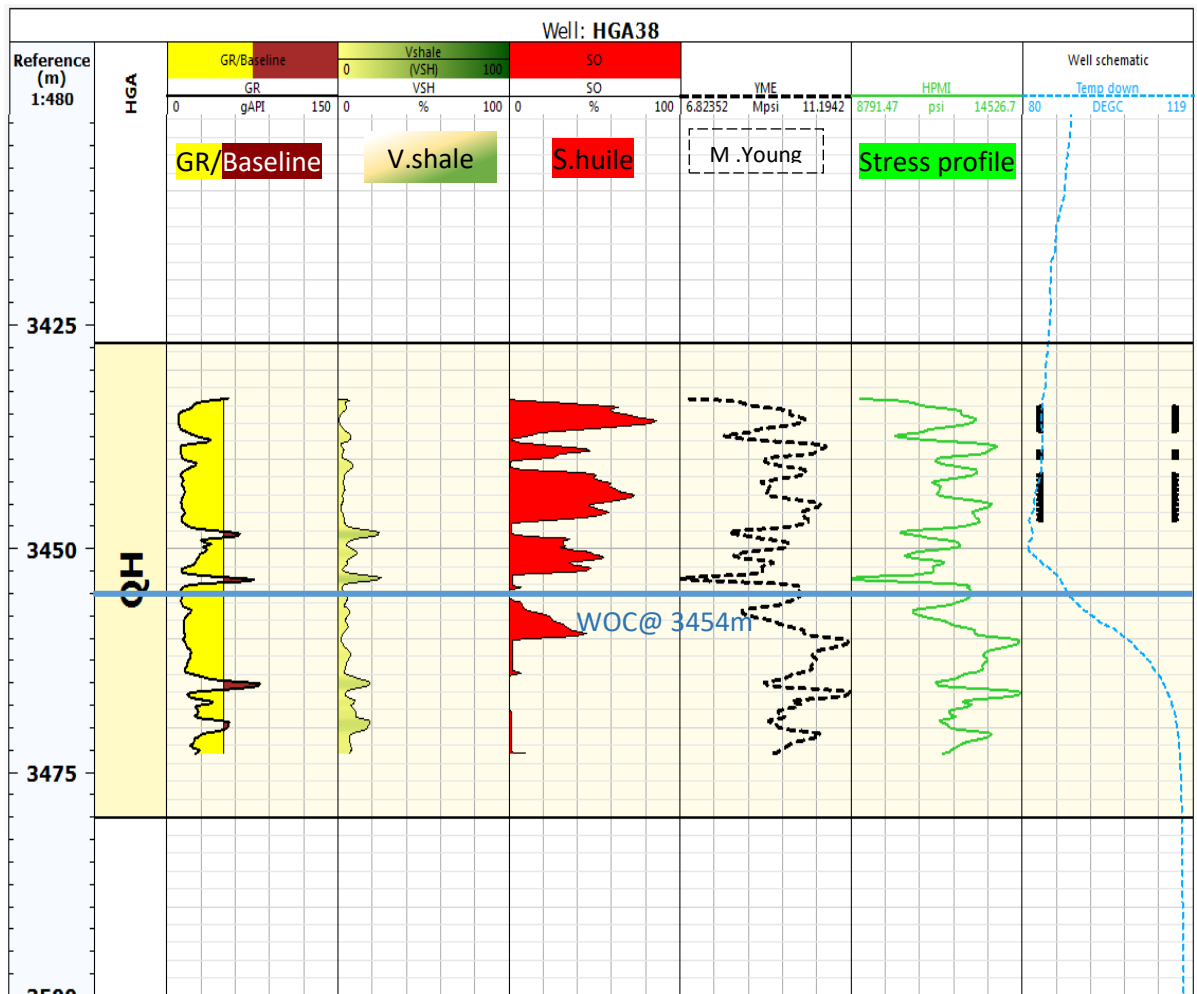 Well: HGA38
Reference
(m)
1:480
HGA
GR/Baseline
GR
0 gAPI 150
Vshale
0 (VSH) 100
VSH
0 % 100
SO
SO
0 % 100
YME
6.82352 Mpsi 11.1942
HPMI
8791.47 psi 14526.7
Well schematic
Temp down
80 DEGC 119
GR/Baseline
V.shale
S.huile
M .Young
Stress profile
3425
3450
QH
WOC@ 3454m
3475
3500